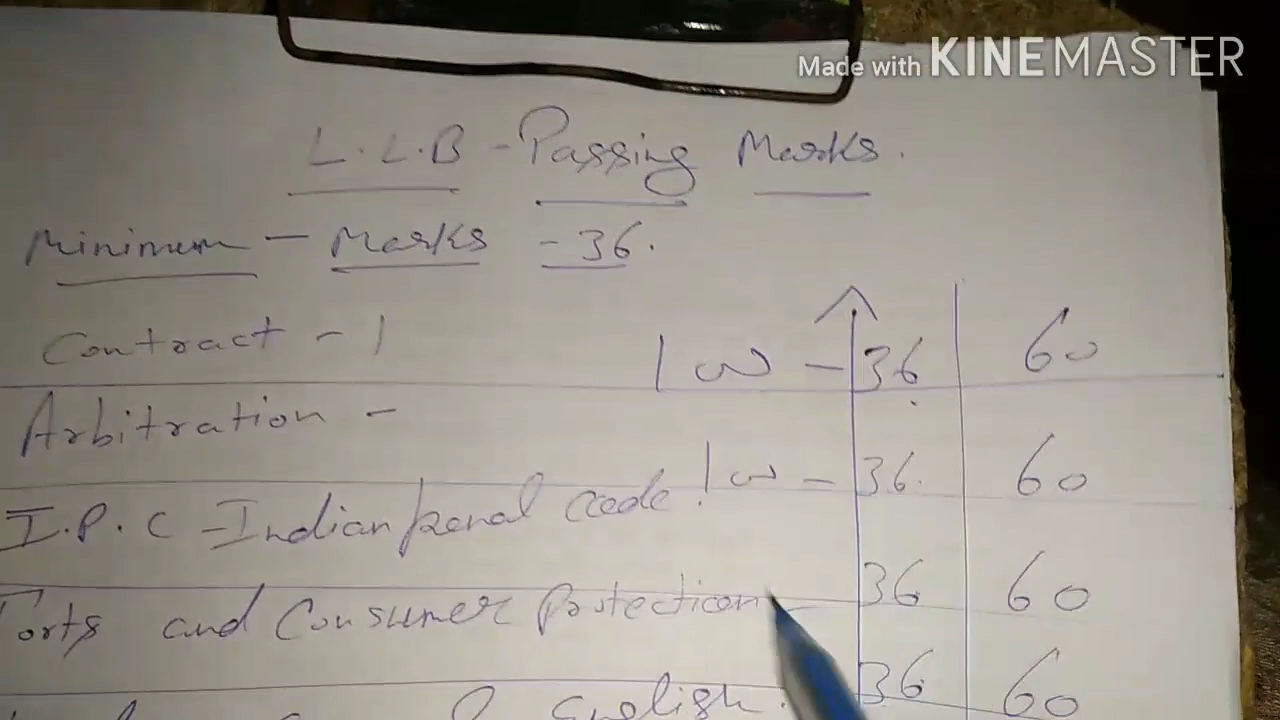 Made with KINEMASTER
L.L.B - Passing Marks.
Minimum - Marks - 36.
Contract - 1 100 - 36 60
Arbitration - 100 - 36. 60
I.P.C - Indian penal code! 36 60
Torts and Consumer Protection - 36 60
English.